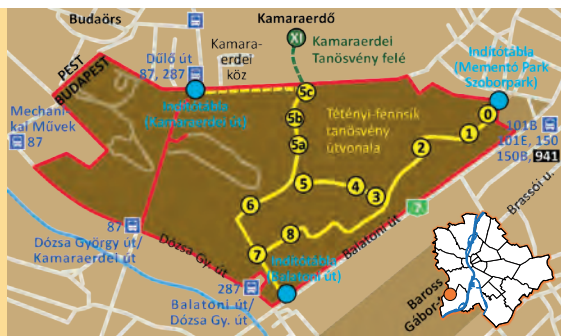 Budaörs
Kamaraerdő
XI
Kamaraerdei
Tanösvény felé
Kamara-
erdei
köz
Dűlő út
87, 287
PEST
BUDAPEST
Indítótábla
(Kamaraerdei út)
Indítótábla
(Memento Park
Szoborpark)
5c
5b
5a
Tétényi-fennsík
tanösvény
útvonala
0
1
2
101B
101E, 150
150B, 941
Mechani-
kai Művek
87
5
4
3
6
7
8
7
Brassói u.
Balatoni út
Dózsa Gy. út
87
Dózsa György út/
Kamaraerdei út
Indítótábla
(Balatoni út)
287
Balatoni út/
Dózsa Gy. út
Baross
Gábor-